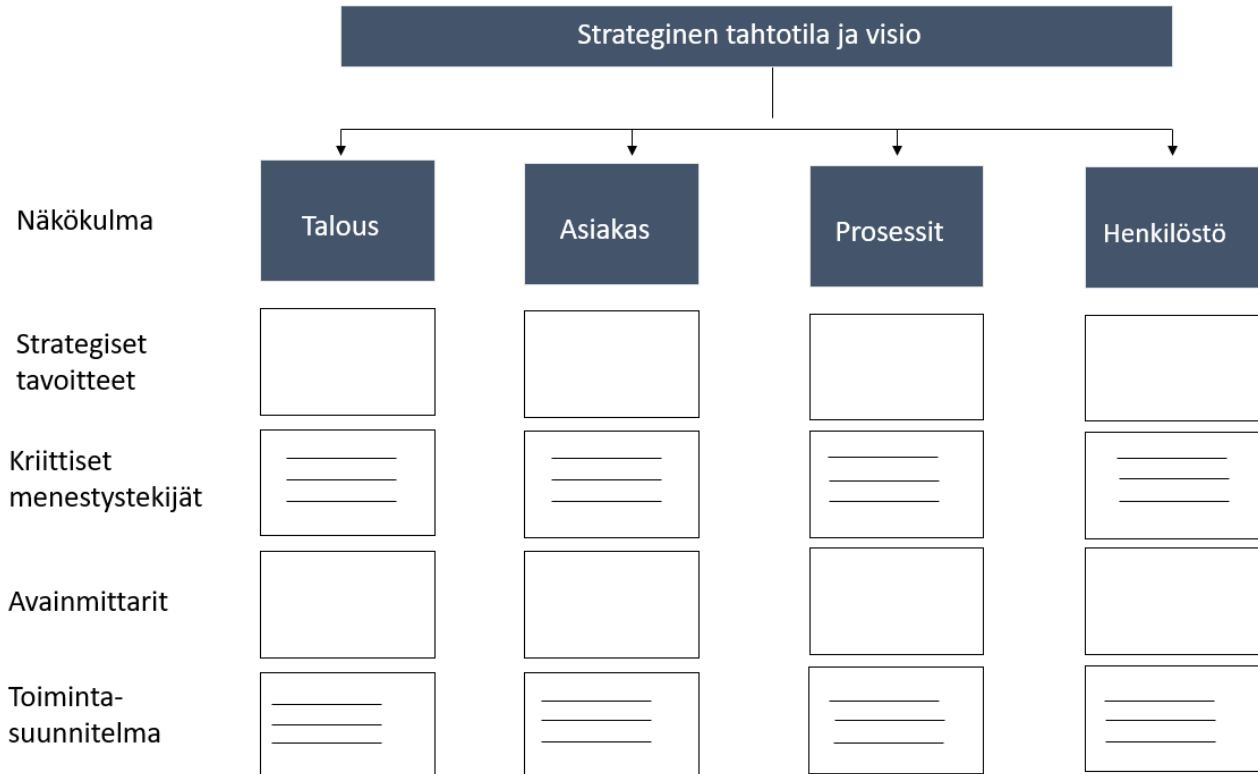 Strateginen tahtotila ja visio
Näkökulma
Talous
Asiakas
Prosessit
Henkilöstö
Strategiset
tavoitteet
Kriittiset
menestystekijät
Avainmittarit
Toiminta-
suunnitelma